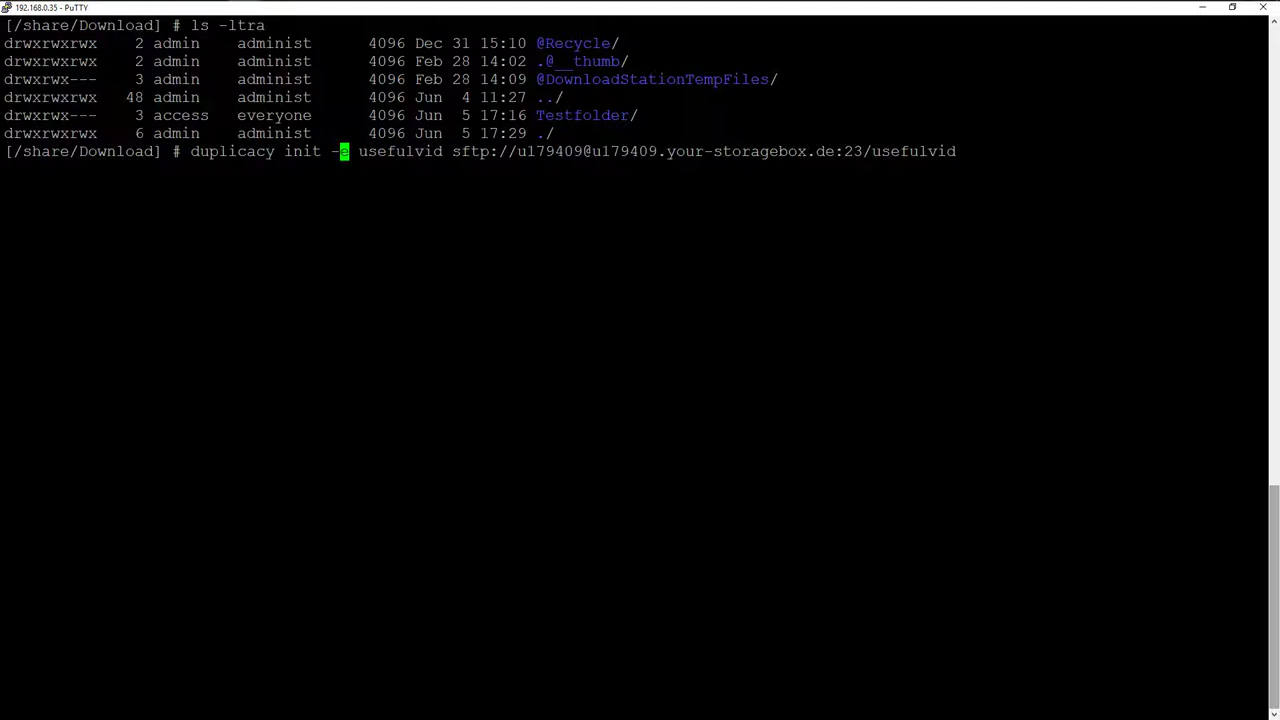 192.168.0.35 - PuTTY
[/share/Download] # ls -ltra
drwxrwxrwx    2 admin    administ      4096 Dec 31 15:10 @Recycle/
drwxrwxrwx    2 admin    administ      4096 Feb 28 14:02 .@__thumb/
drwxrwx---    3 admin    administ      4096 Feb 28 14:09 @DownloadStationTempFiles/
drwxrwxrwx   48 admin    administ      4096 Jun  4 11:27 ../
drwxrwx---    3 access   everyone      4096 Jun  5 17:16 Testfolder/
drwxrwxrwx    6 admin    administ      4096 Jun  5 17:29 ./
[/share/Download] # duplicacy init -e usefulvid sftp://u179409@u179409.your-storagebox.de:23/usefulvid